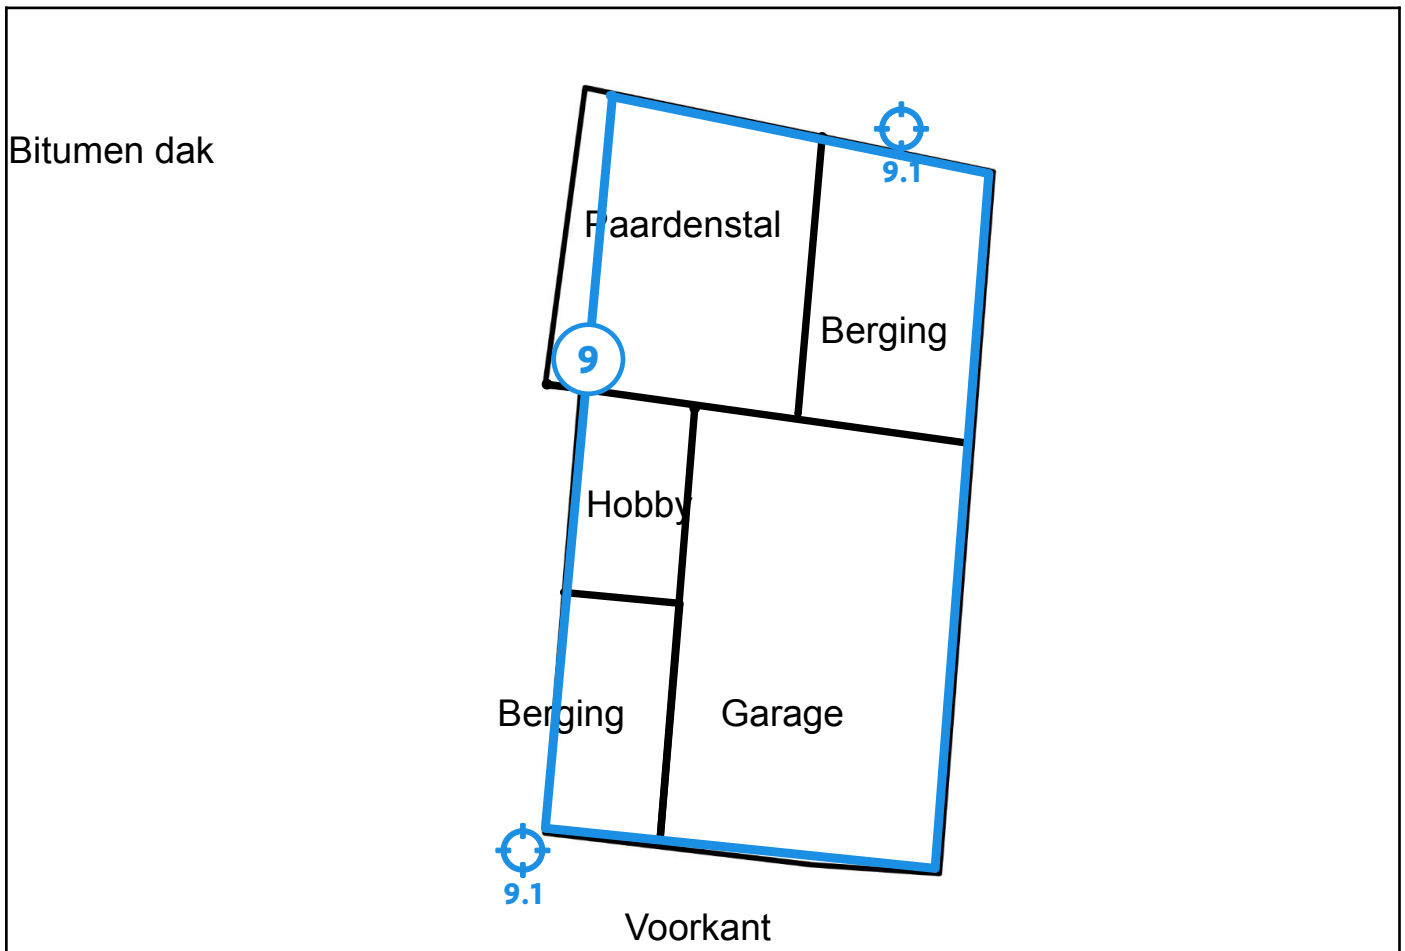 Bitumen dak
9.1
Paardenstal
Berging
9
Hobby
Berging
Garage
9.1
Voorkant